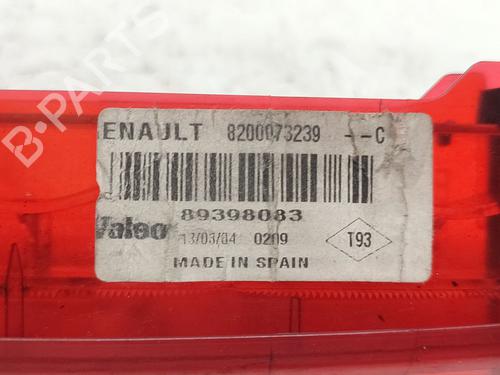 B-PARTS
ENAULT 8200073239 --C
89398083
Valeo 13/03/04 0209 T93
MADE IN SPAIN